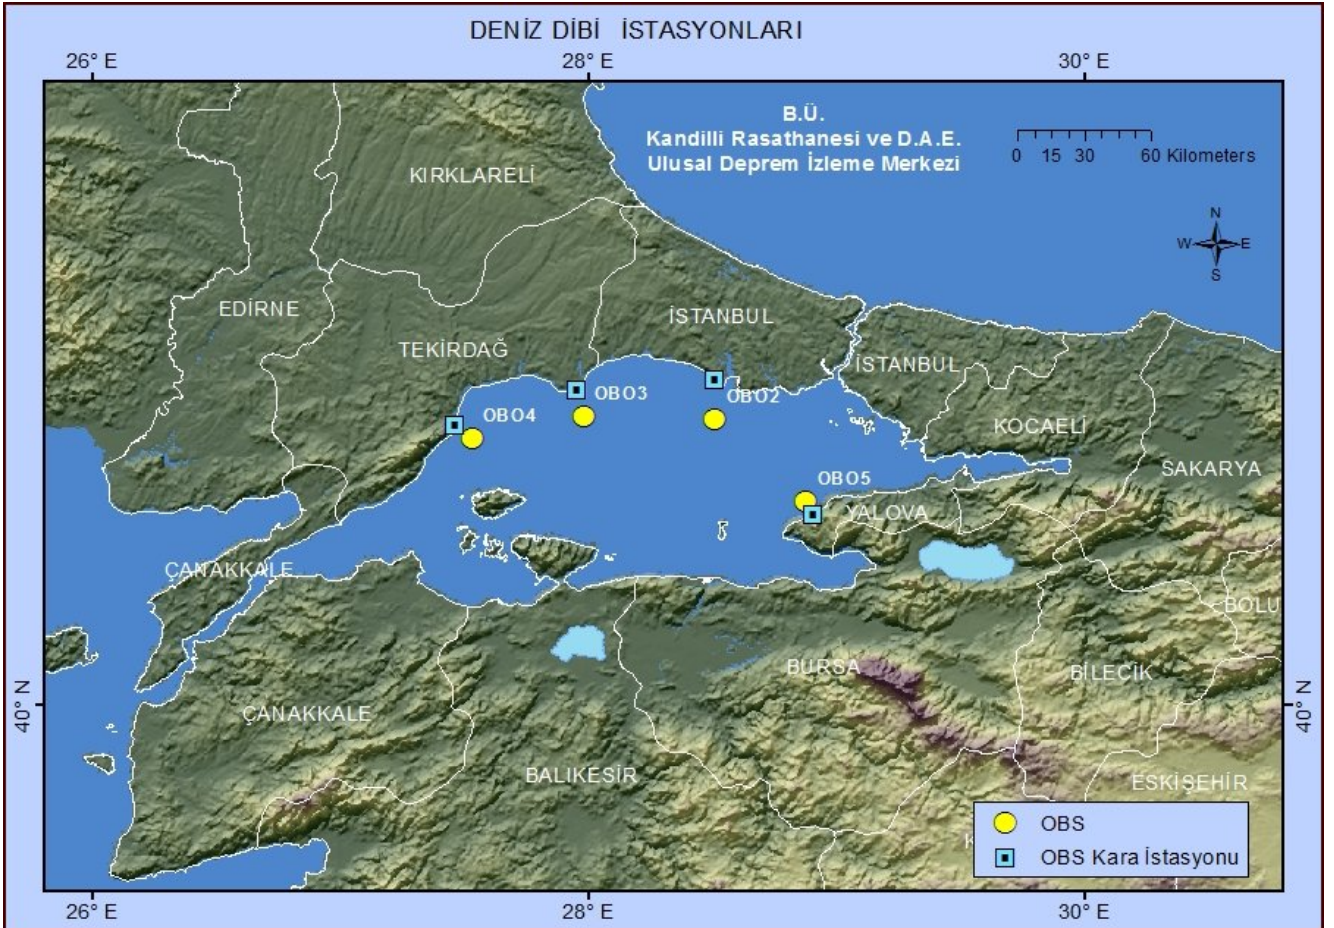 DENİZ DİBİ İSTASYONLARI
26° E 28° E 30° E
B.Ü.
Kandilli Rasathanesi ve D.A.E.
Ulusal Deprem İzleme Merkezi
0 15 30 60 Kilometers
N
W E
S
KIRKLARELİ
EDİRNE
İSTANBUL
TEKİRDAĞ
İSTANBUL
OBO3
OBO2
OBO4
KOCAELİ
SAKARYA
OBO5
YALOVA
ÇANAKKALE
BOLU
BURSA
BİLECİK
40° N
40° N
ÇANAKKALE
BALIKESİR
ESKİŞEHİR
K
OBS
OBS Kara İstasyonu
26° E 28° E 30° E